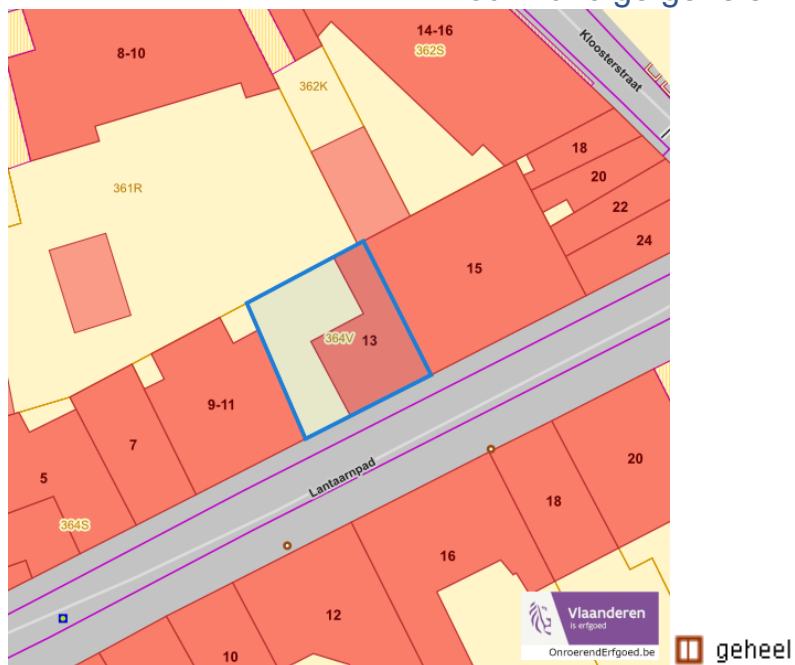 8-10
14-16
362S
Kloosterstraat
362K
361R
18
20
22
24
15
13
364V
9-11
7
5
364S
Lantaarnpad
20
18
16
12
10
Vlaanderen
is erfgoed
OnroerendErfgoed.be
geheel